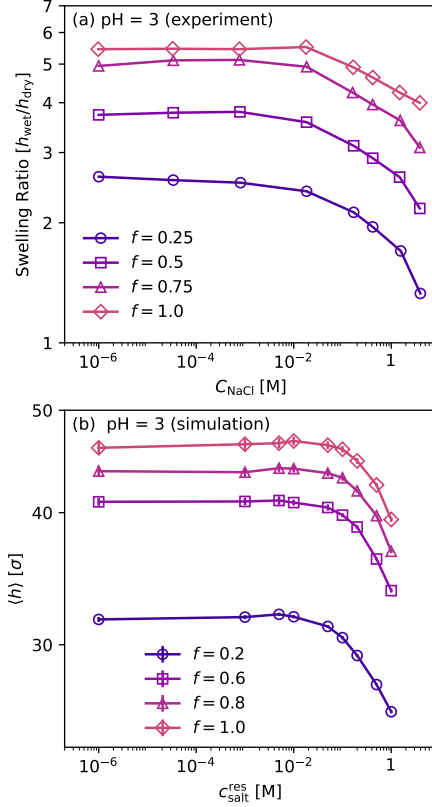 (a) pH = 3 (experiment)
Swelling Ratio [h_wet/h_dry]
7
6
5
4
3
2
1
f = 0.25
f = 0.5
f = 0.75
f = 1.0
10⁻⁶ 10⁻⁴ 10⁻² 1
C_NaCl [M]
(b) pH = 3 (simulation)
⟨h⟩ [σ]
50
40
30
f = 0.2
f = 0.6
f = 0.8
f = 1.0
10⁻⁶ 10⁻⁴ 10⁻² 1
c_salt^res [M]